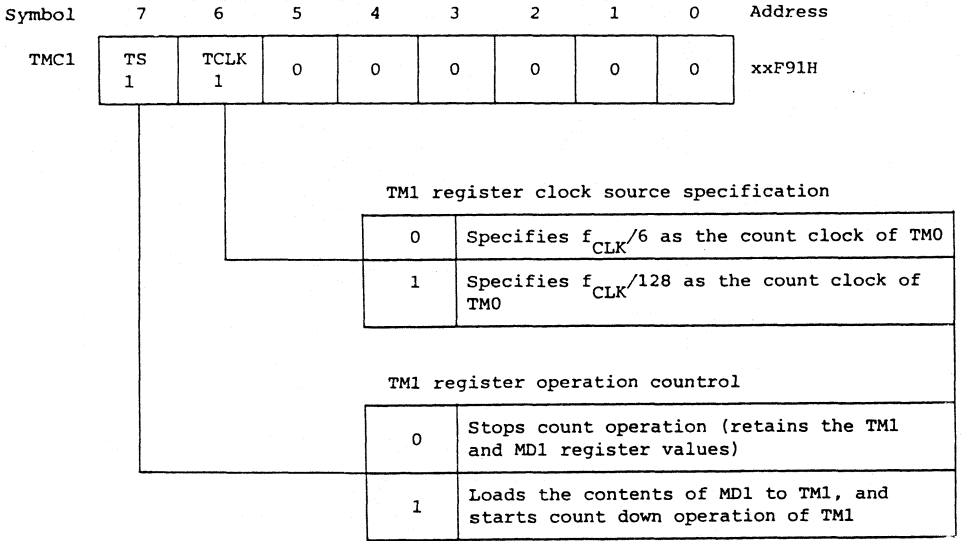 Symbol 7 6 5 4 3 2 1 0 Address
TMC1 TS 1 TCLK 1 0 0 0 0 0 0 xxF91H
TM1 register clock source specification
0 Specifies fCLK/6 as the count clock of TM0
1 Specifies fCLK/128 as the count clock of
TM0
TM1 register operation countrol
0 Stops count operation (retains the TM1
and MD1 register values)
1 Loads the contents of MD1 to TM1, and
starts count down operation of TM1